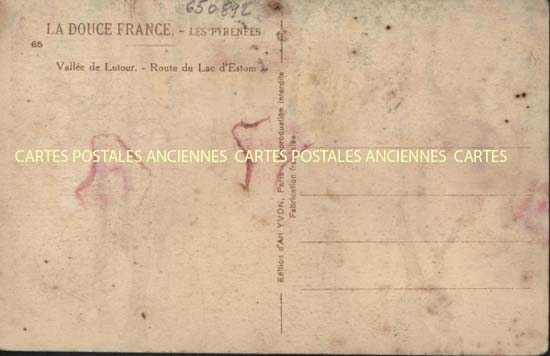 650892
LA DOUCE FRANCE. - LES PYRÉNÉES
65
Vallée de Lutour. - Route du Lac d'Estom
CARTES POSTALES ANCIENNES CARTES POSTALES ANCIENNES CARTES
Edition d'Art YVON, Paris - Reproduction interdite
Fabrication française